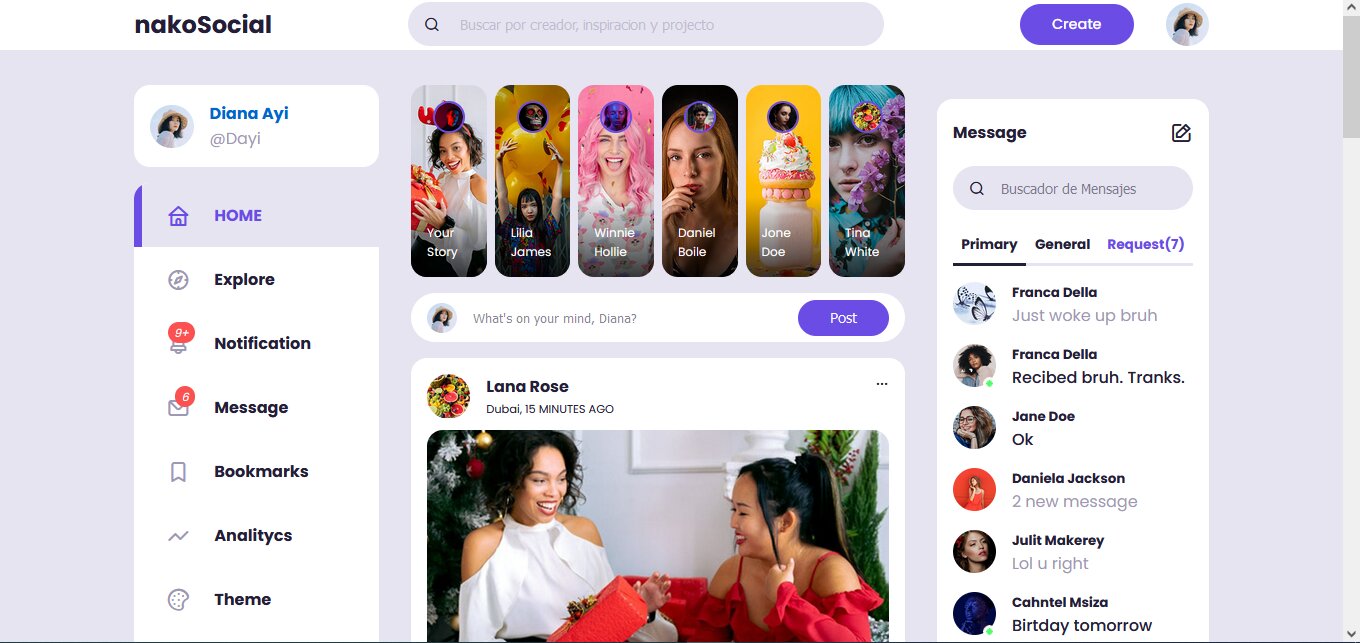 nakoSocial
Buscar por creador, inspiracion y projecto
Create
Diana Ayi
@Dayi
HOME
Explore
9+
Notification
6
Message
Bookmarks
Analitycs
Theme
Your
Story
Lilia
James
Winnie
Hollie
Daniel
Boile
Jone
Doe
Tina
White
What's on your mind, Diana?
Post
Lana Rose
...
Dubai, 15 MINUTES AGO
Message
Buscador de Mensajes
Primary General Request(7)
Franca Della
Just woke up bruh
Franca Della
Recibed bruh. Tranks.
Jane Doe
Ok
Daniela Jackson
2 new message
Julit Makerey
Lol u right
Cahntel Msiza
Birtday tomorrow